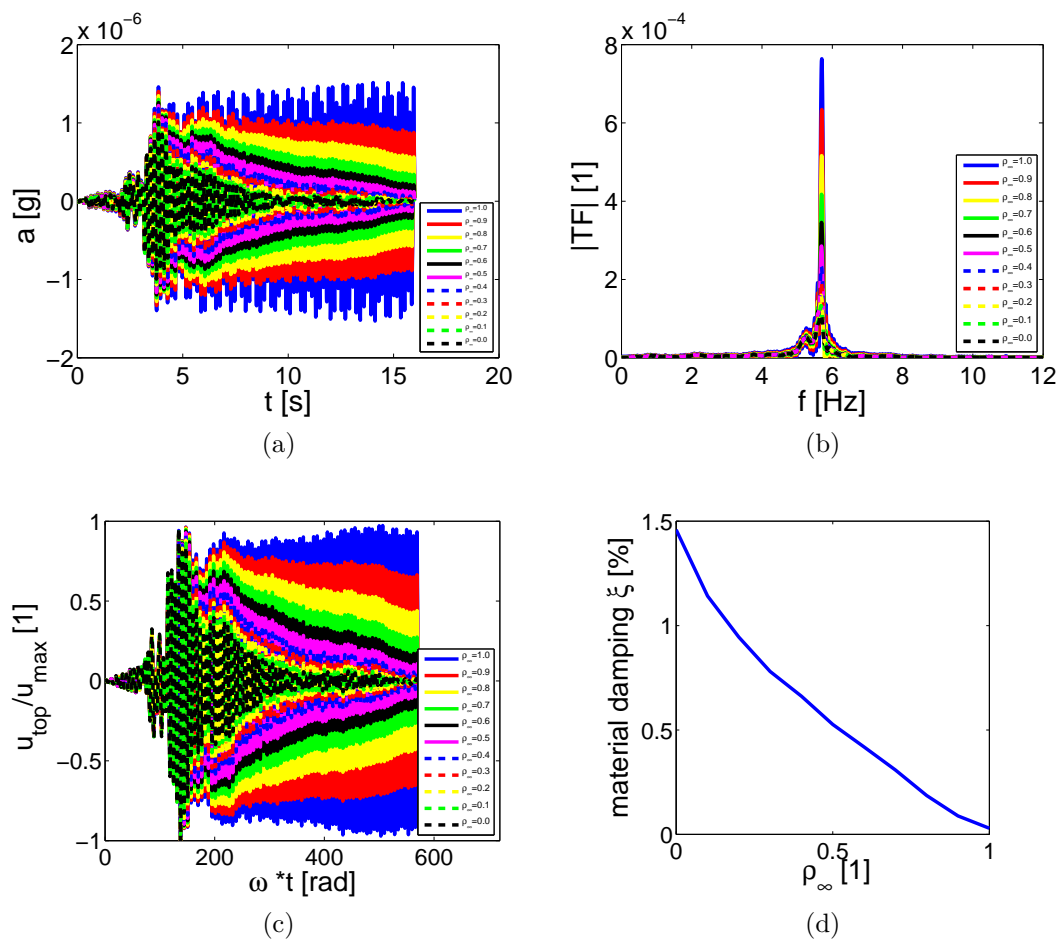 x 10⁻⁶
2
1
0
−1
−2
a [g]
0 5 10 15 20
t [s]
ρ∞=1.0
ρ∞=0.9
ρ∞=0.8
ρ∞=0.7
ρ∞=0.6
ρ∞=0.5
ρ∞=0.4
ρ∞=0.3
ρ∞=0.2
ρ∞=0.1
ρ∞=0.0
(a)
x 10⁻⁴
8
6
4
2
0
|TF| [1]
0 2 4 6 8 10 12
f [Hz]
ρ∞=1.0
ρ∞=0.9
ρ∞=0.8
ρ∞=0.7
ρ∞=0.6
ρ∞=0.5
ρ∞=0.4
ρ∞=0.3
ρ∞=0.2
ρ∞=0.1
ρ∞=0.0
(b)
1
0.5
0
−0.5
−1
u_top/u_max [1]
0 200 400 600
ω *t [rad]
ρ∞=1.0
ρ∞=0.9
ρ∞=0.8
ρ∞=0.7
ρ∞=0.6
ρ∞=0.5
ρ∞=0.4
ρ∞=0.3
ρ∞=0.2
ρ∞=0.1
ρ∞=0.0
(c)
1.5
1
0.5
0
material damping ξ [%]
0 0.5 1
ρ∞ [1]
(d)